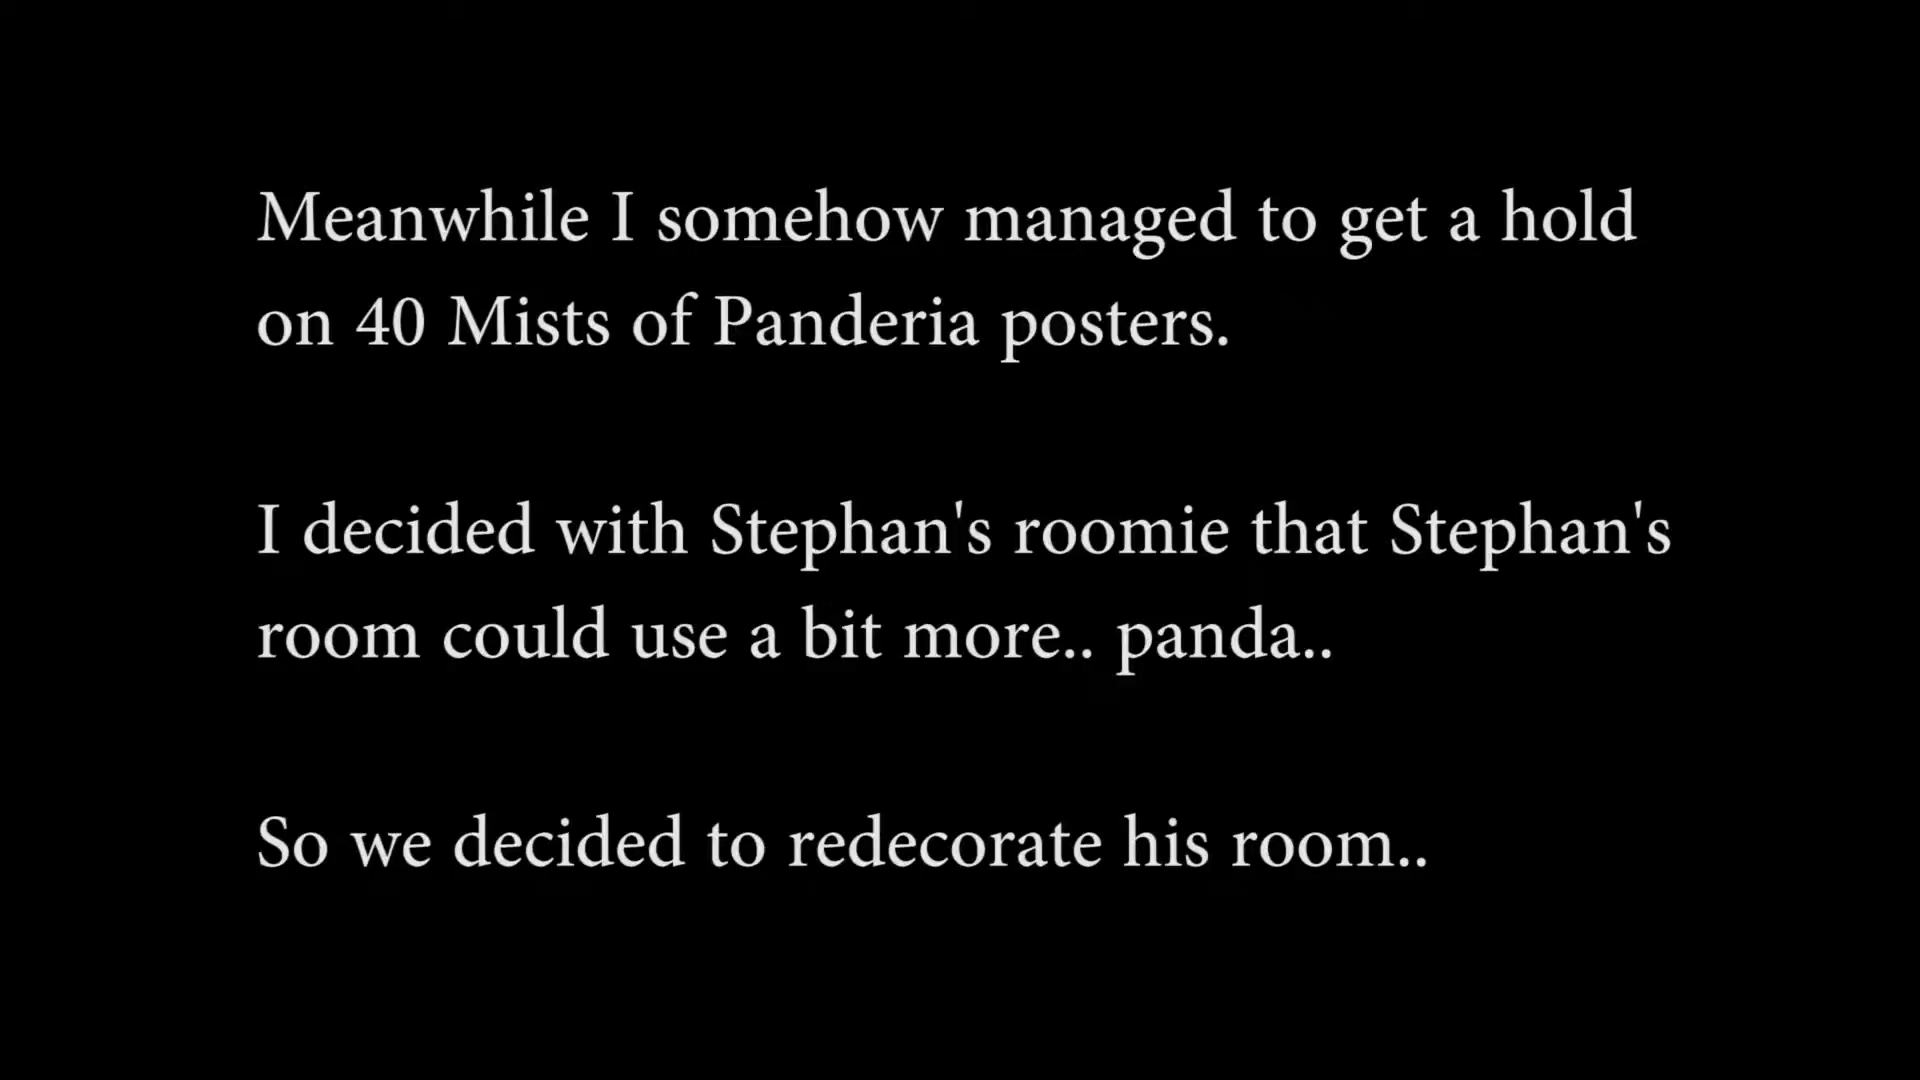 Meanwhile I somehow managed to get a hold
on 40 Mists of Panderia posters.
I decided with Stephan's roomie that Stephan's
room could use a bit more.. panda..
So we decided to redecorate his room..